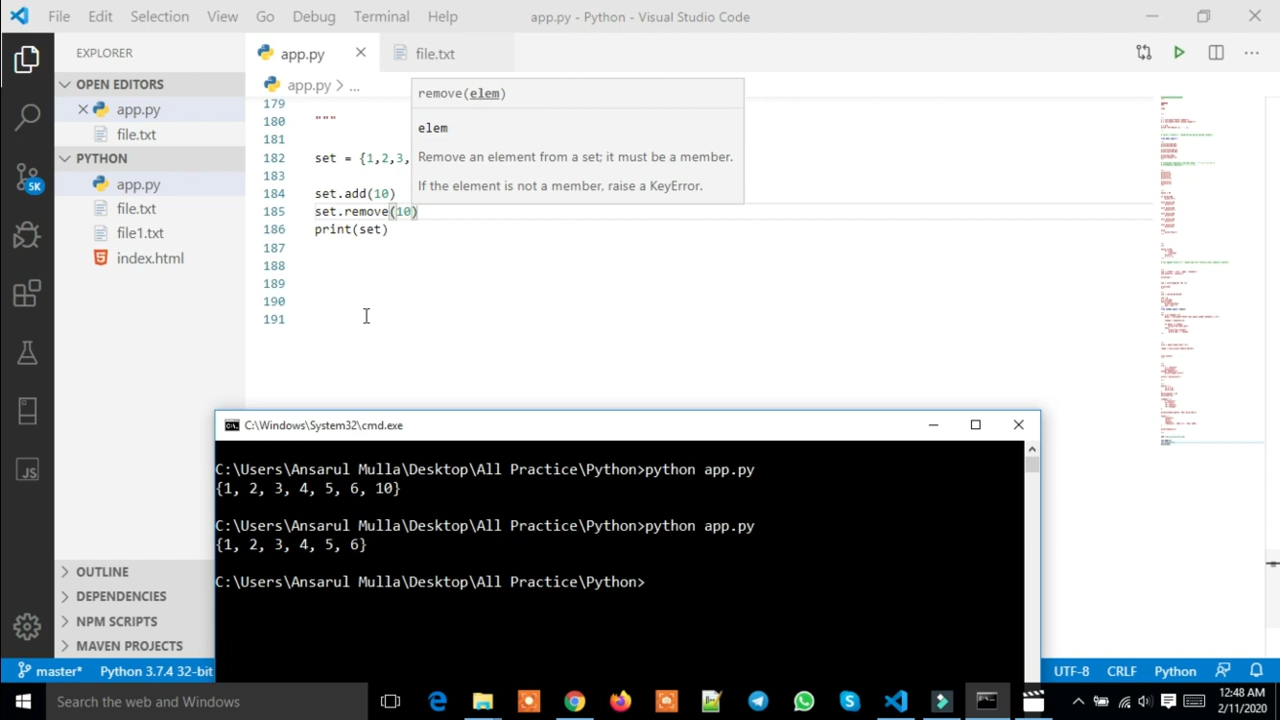 File Edit Selection View Go Debug Terminal Help app.py - Python - Visual Studio Code
EXPLORER
app.py
file.txt
OPEN EDITORS
app.py
file.txt
PYTHON
app.py
file.txt
file1.txt
index.html
5K
app.py > ...
remove(elem)
elem
Remove an element from a set; it must be a member.
If the element is not a member, raise a KeyError.
179
180 """
181
182 set = {1,2,3,
183
184 set.add(10)
185 set.remove(10)
186 print(set)
187
188
189
190
191
C:\Windows\System32\cmd.exe
C:\Users\Ansarul Mulla\Desktop\All Practice\Python>python app.py
{1, 2, 3, 4, 5, 6, 10}
C:\Users\Ansarul Mulla\Desktop\All Practice\Python>python app.py
{1, 2, 3, 4, 5, 6}
C:\Users\Ansarul Mulla\Desktop\All Practice\Python>
OUTLINE
DEPENDENCIES
NPM SCRIPTS
MAVEN PROJECTS
JS
master* Python 3.7.4 32-bit UTF-8 CRLF Python
Search the web and Windows
12:48 AM
2/11/2020